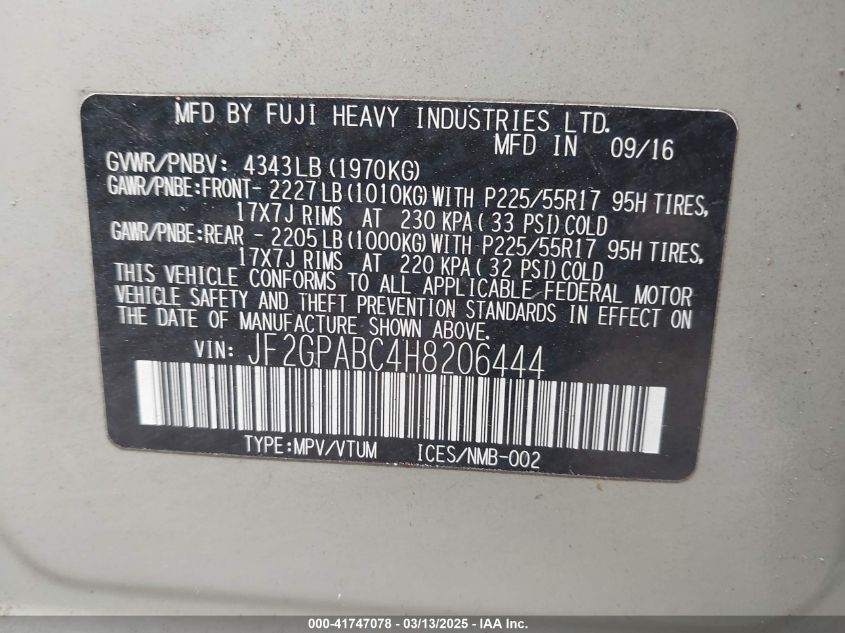 MFD BY FUJI HEAVY INDUSTRIES LTD.
MFD IN 09/16
GVWR/PNBV: 4343LB (1970KG)
GAWR/PNBE:FRONT- 2227LB (1010KG) WITH P225/55R17 95H TIRES,
17X7J RIMS AT 230 KPA( 33 PSI) COLD
GAWR/PNBE:REAR - 2205LB (1000KG) WITH P225/55R17 95H TIRES,
17X7J RIMS AT 220 KPA( 32 PSI) COLD
THIS VEHICLE CONFORMS TO ALL APPLICABLE FEDERAL MOTOR
VEHICLE SAFETY AND THEFT PREVENTION STANDARDS IN EFFECT ON
THE DATE OF MANUFACTURE SHOWN ABOVE.
VIN: JF2GPABC4H8206444
TYPE:MPV/VTUM ICES/NMB-002
000-41747078 - 03/13/2025 - IAAI.com